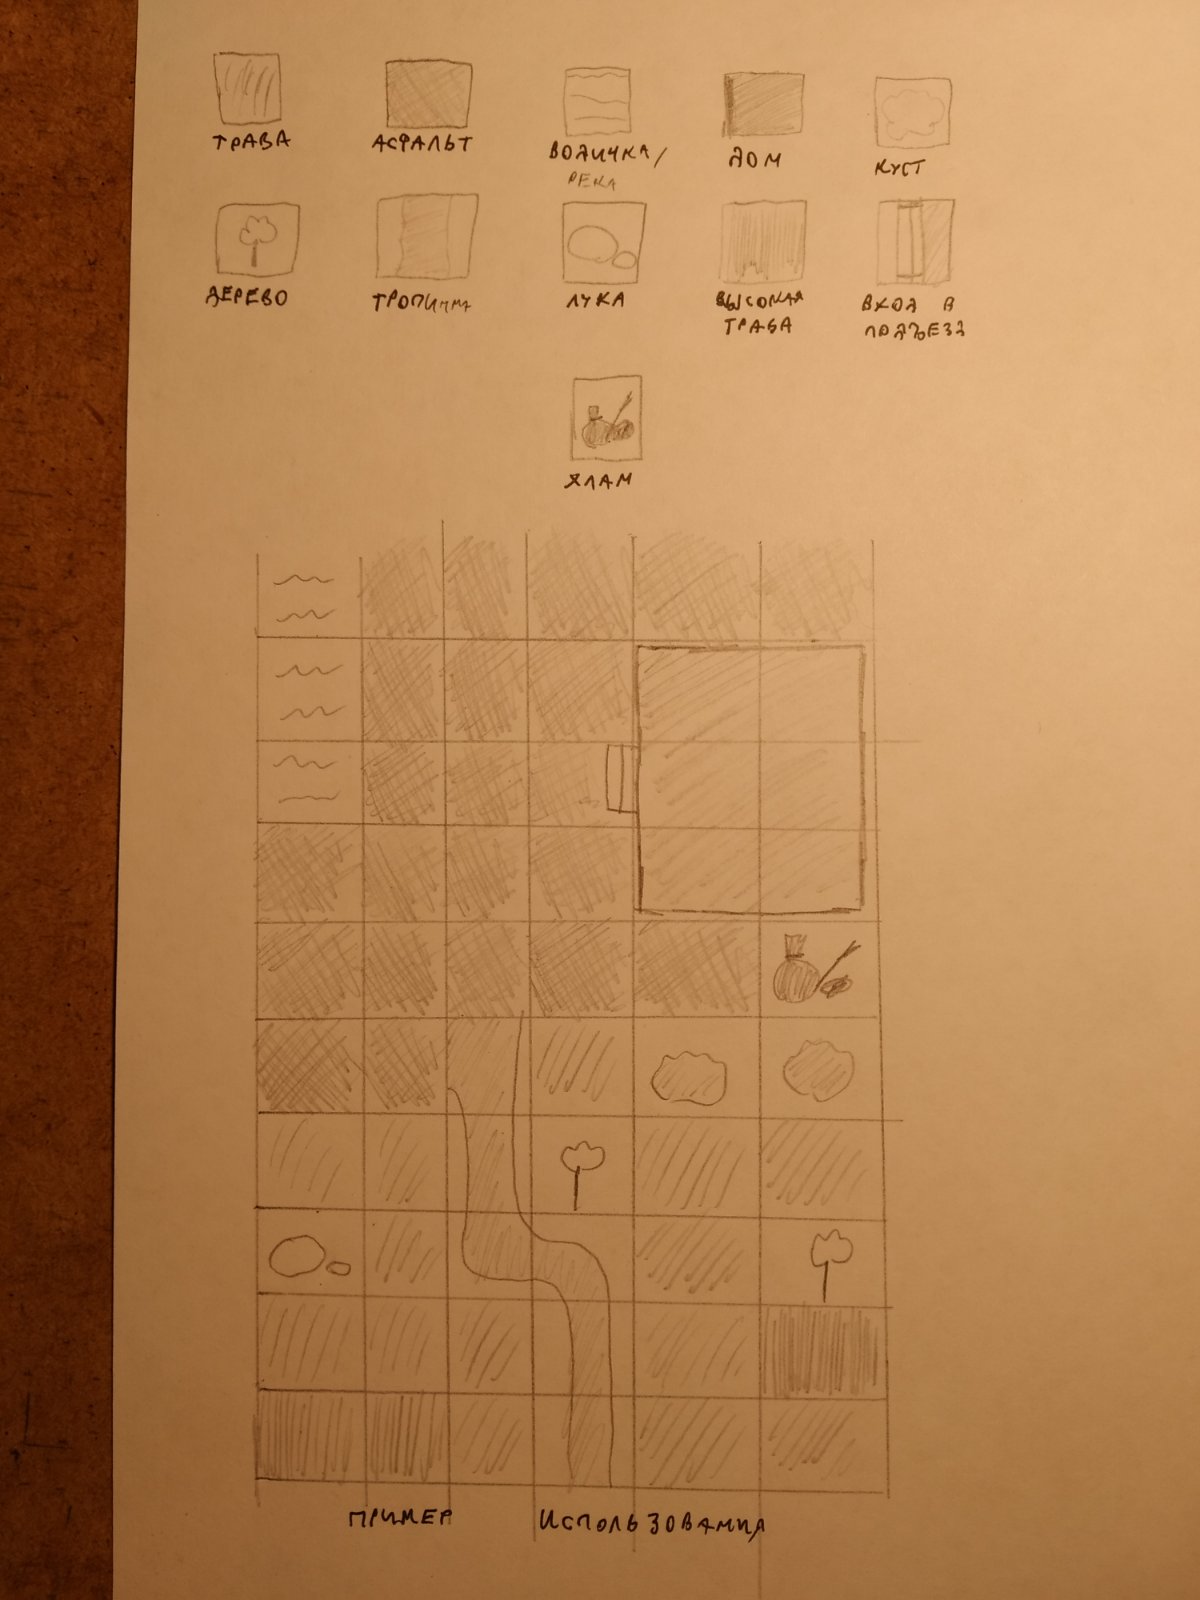 ТРАВА
АСФАЛЬТ
ВОДИЧКА/
РЕКА
ДОМ
КУСТ
ДЕРЕВО
ТРОПИНКА
ЛУЖА
ВЫСОКАЯ
ТРАВА
ВХОД В
ПОДЪЕЗД
ХЛАМ
ПРИМЕР ИСПОЛЬЗОВАНИЯ